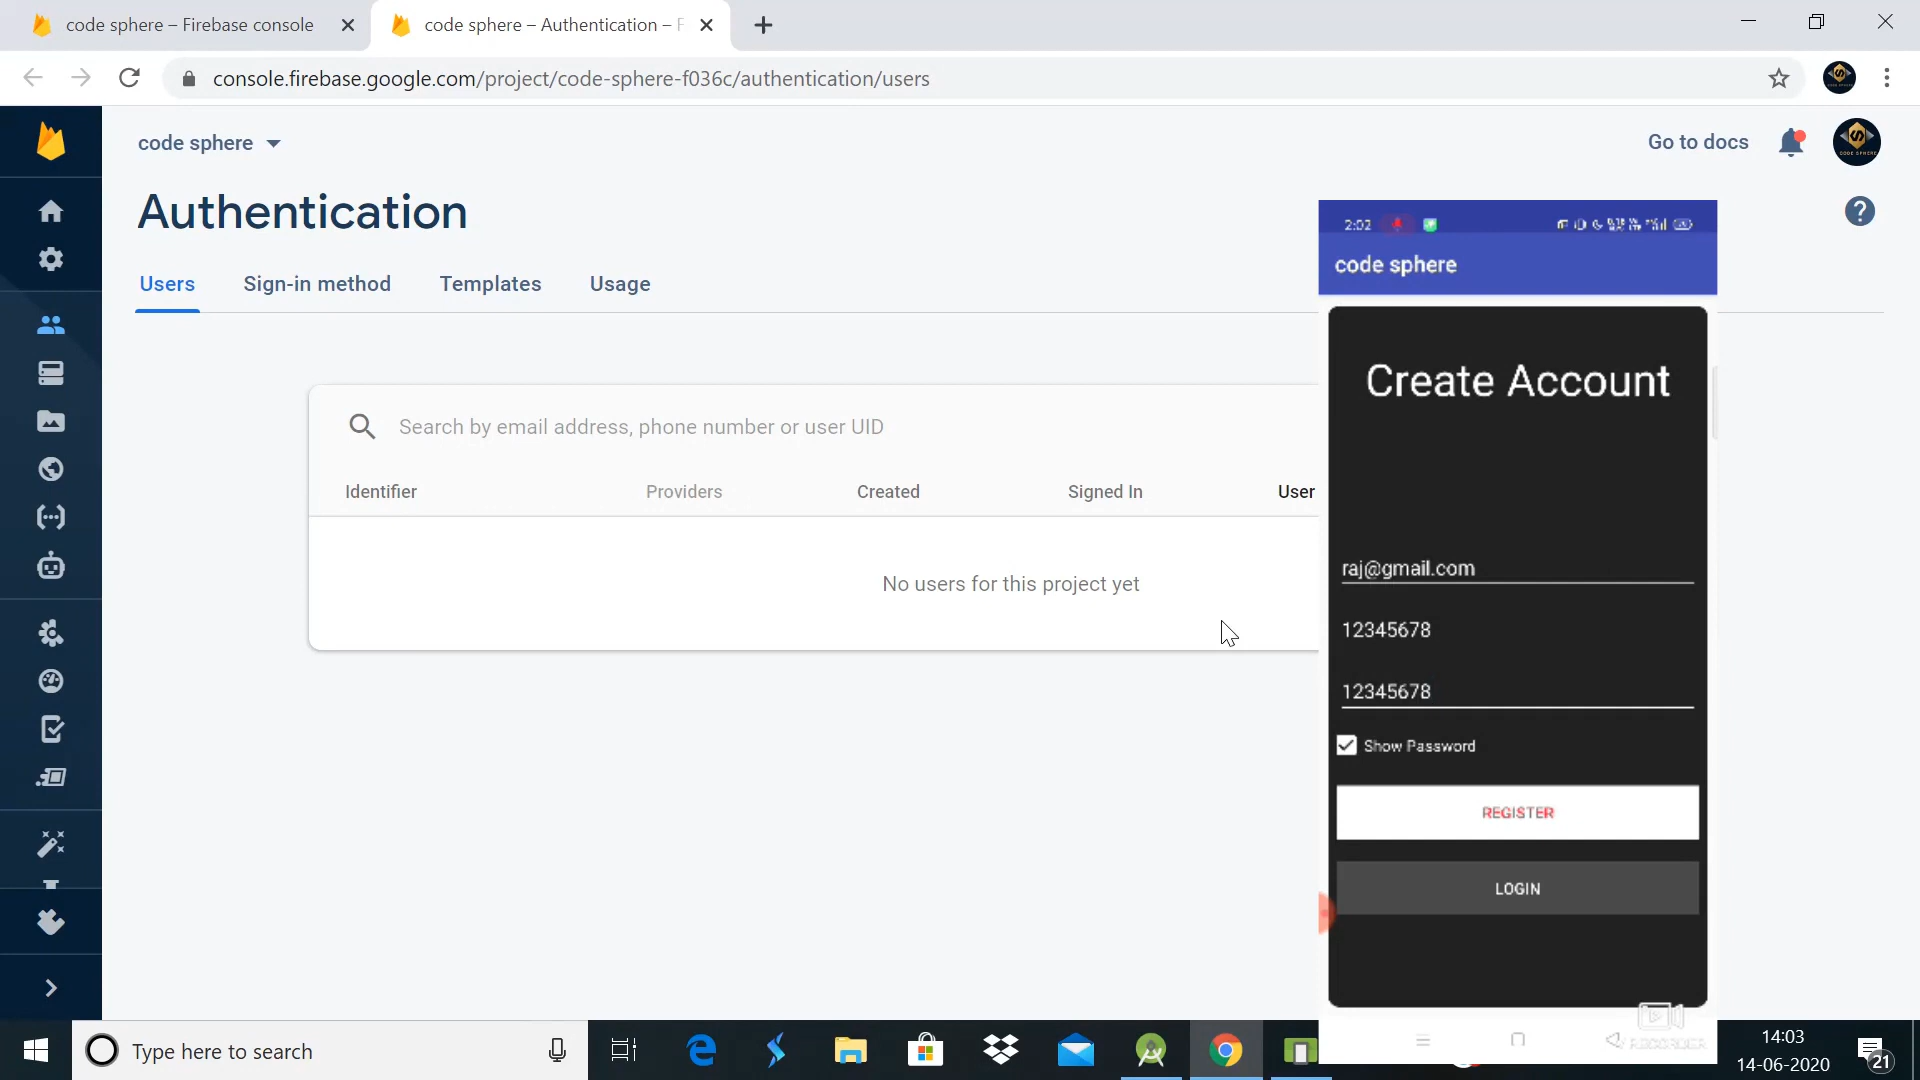 code sphere – Firebase console
code sphere – Authentication – F
console.firebase.google.com/project/code-sphere-f036c/authentication/users
code sphere
Go to docs
Authentication
Users
Sign-in method
Templates
Usage
Search by email address, phone number or user UID
Identifier
Providers
Created
Signed In
User
No users for this project yet
2:02
code sphere
Create Account
raj@gmail.com
12345678
12345678
Show Password
REGISTER
LOGIN
RECORDER
Type here to search
14:03
14-06-2020
21